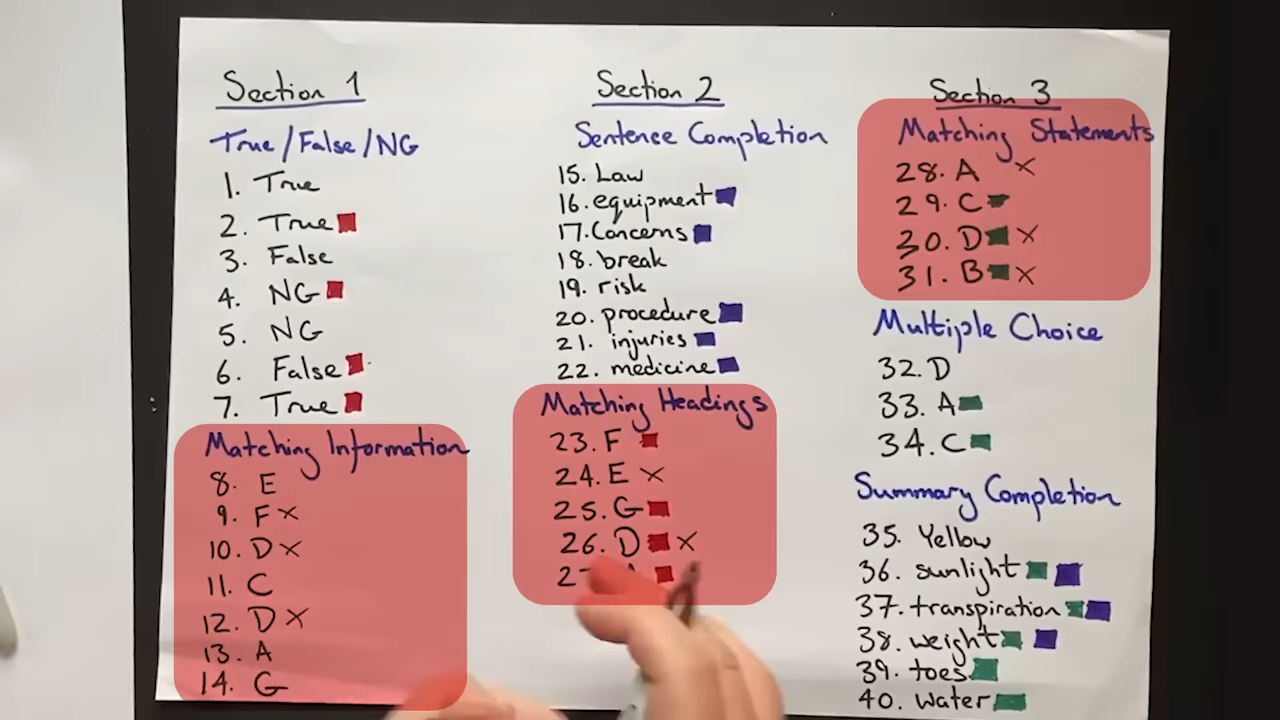 Section 1
True/False/NG
1. True
2. True
3. False
4. NG
5. NG
6. False
7. True
Matching Information
8. E
9. F X
10. D X
11. C
12. D X
13. A
14. G
Section 2
Sentence Completion
15. Law
16. equipment
17. Concerns
18. break
19. risk
20. procedure
21. injuries
22. medicine
Matching Headings
23. F
24. E X
25. G
26. D X
Section 3
Matching Statements
28. A X
29. C
30. D X
31. B X
Multiple Choice
32. D
33. A
34. C
Summary Completion
35. Yellow
36. sunlight
37. transpiration
38. weight
39. toes
40. water